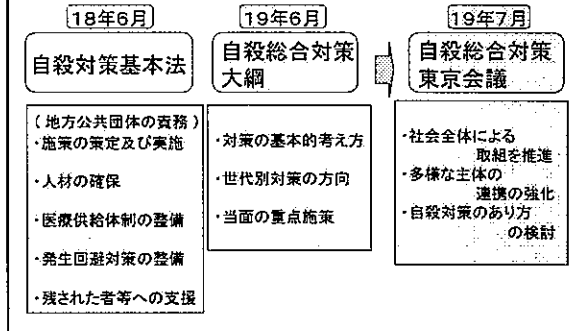 18年6月
自殺対策基本法
(地方公共団体の責務)
・施策の策定及び実施
・人材の確保
・医療供給体制の整備
・発生回避対策の整備
・残された者等への支援
19年6月
自殺総合対策
大綱
・対策の基本的考え方
・世代別対策の方向
・当面の重点施策
19年7月
自殺総合対策
東京会議
・社会全体による
取組を推進
・多様な主体の
連携の強化
・自殺対策のあり方
の検討